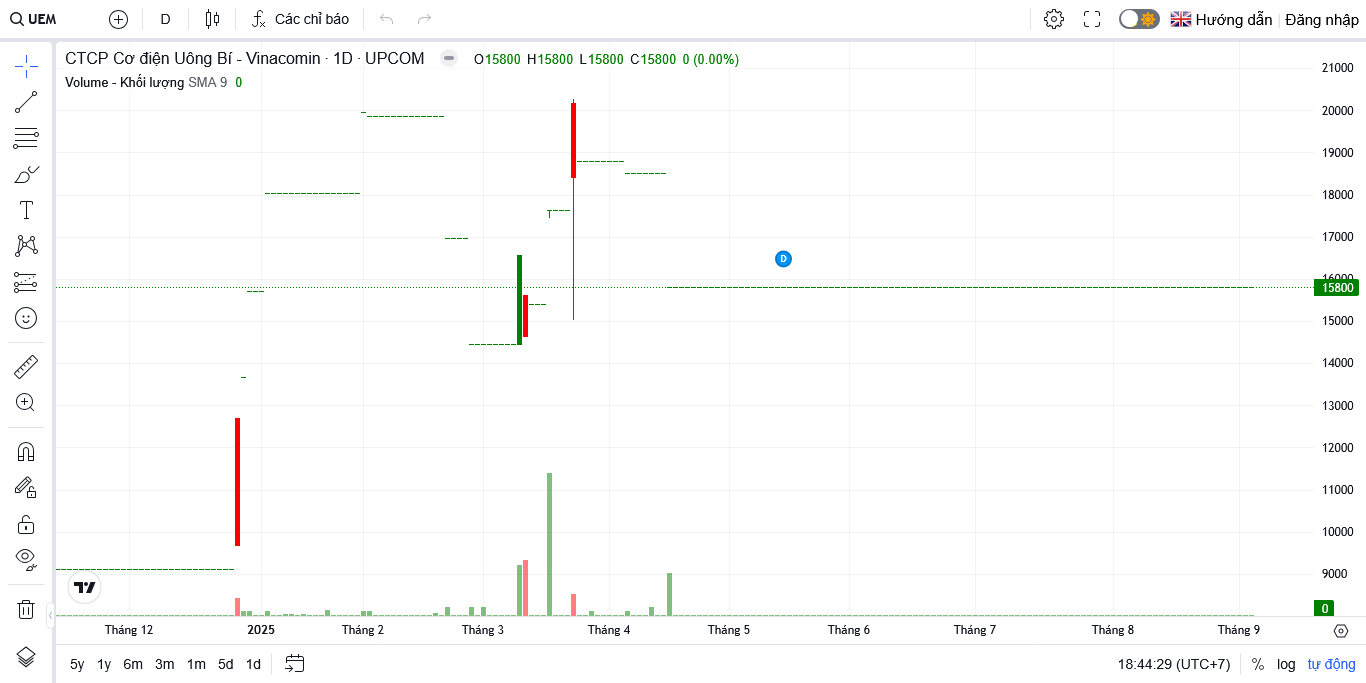 UEM D Các chỉ báo Hướng dẫn Đăng nhập
CTCP Cơ điện Uông Bí - Vinacomin · 1D · UPCOM O15800 H15800 L15800 C15800 0 (0.00%)
Volume - Khối lượng SMA 9 0
21000
20000
19000
18000
17000
D
16000
15800
15000
14000
13000
12000
11000
10000
9000
0
Tháng 12 2025 Tháng 2 Tháng 3 Tháng 4 Tháng 5 Tháng 6 Tháng 7 Tháng 8 Tháng 9
5y 1y 6m 3m 1m 5d 1d 18:44:29 (UTC+7) % log tự động